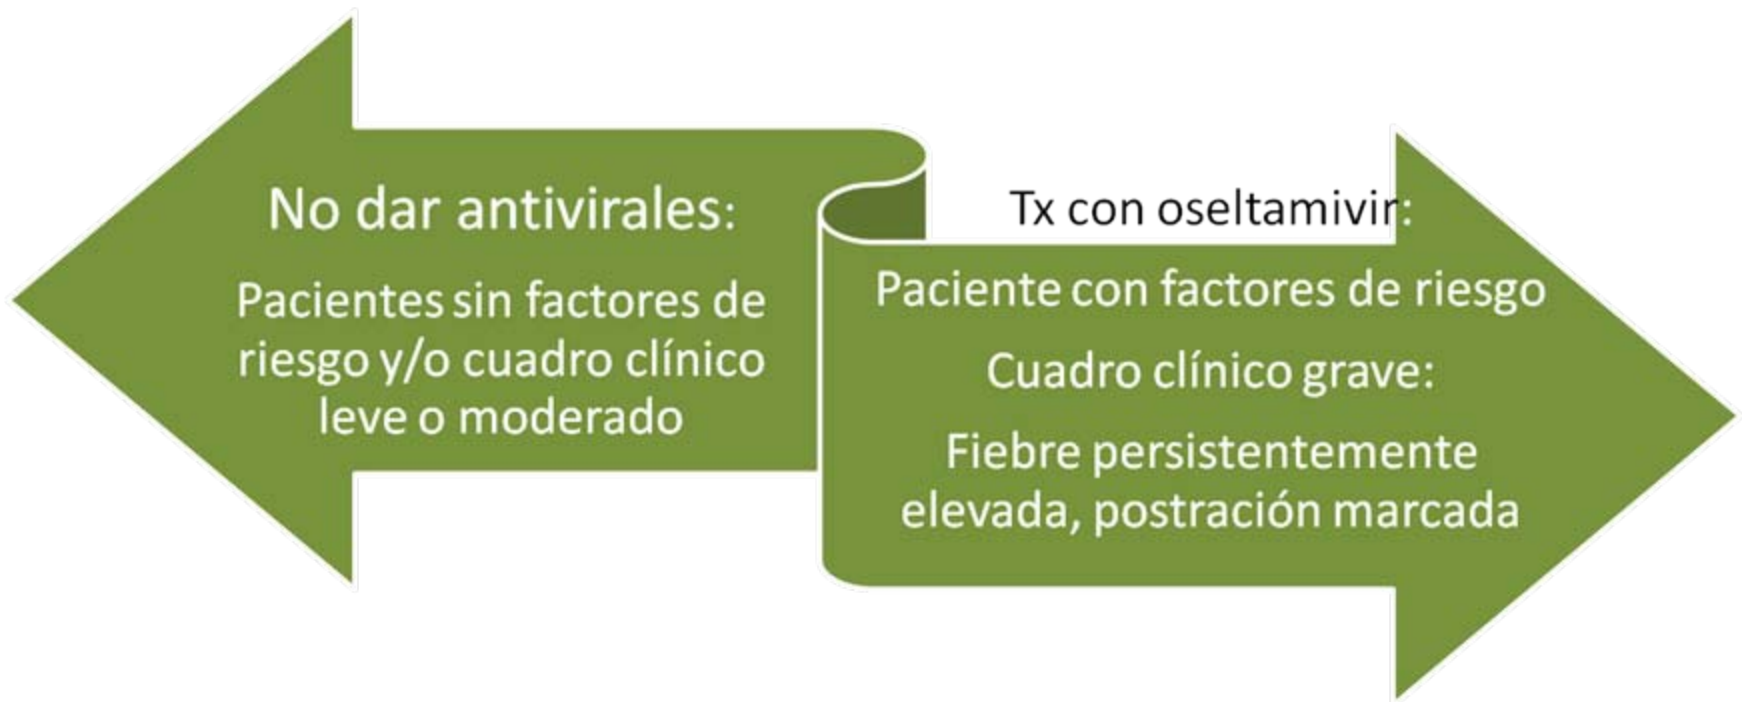 No dar antivirales:
Pacientes sin factores de
riesgo y/o cuadro clínico
leve o moderado
Tx con oseltamivir:
Paciente con factores de riesgo
Cuadro clínico grave:
Fiebre persistentemente
elevada, postración marcada